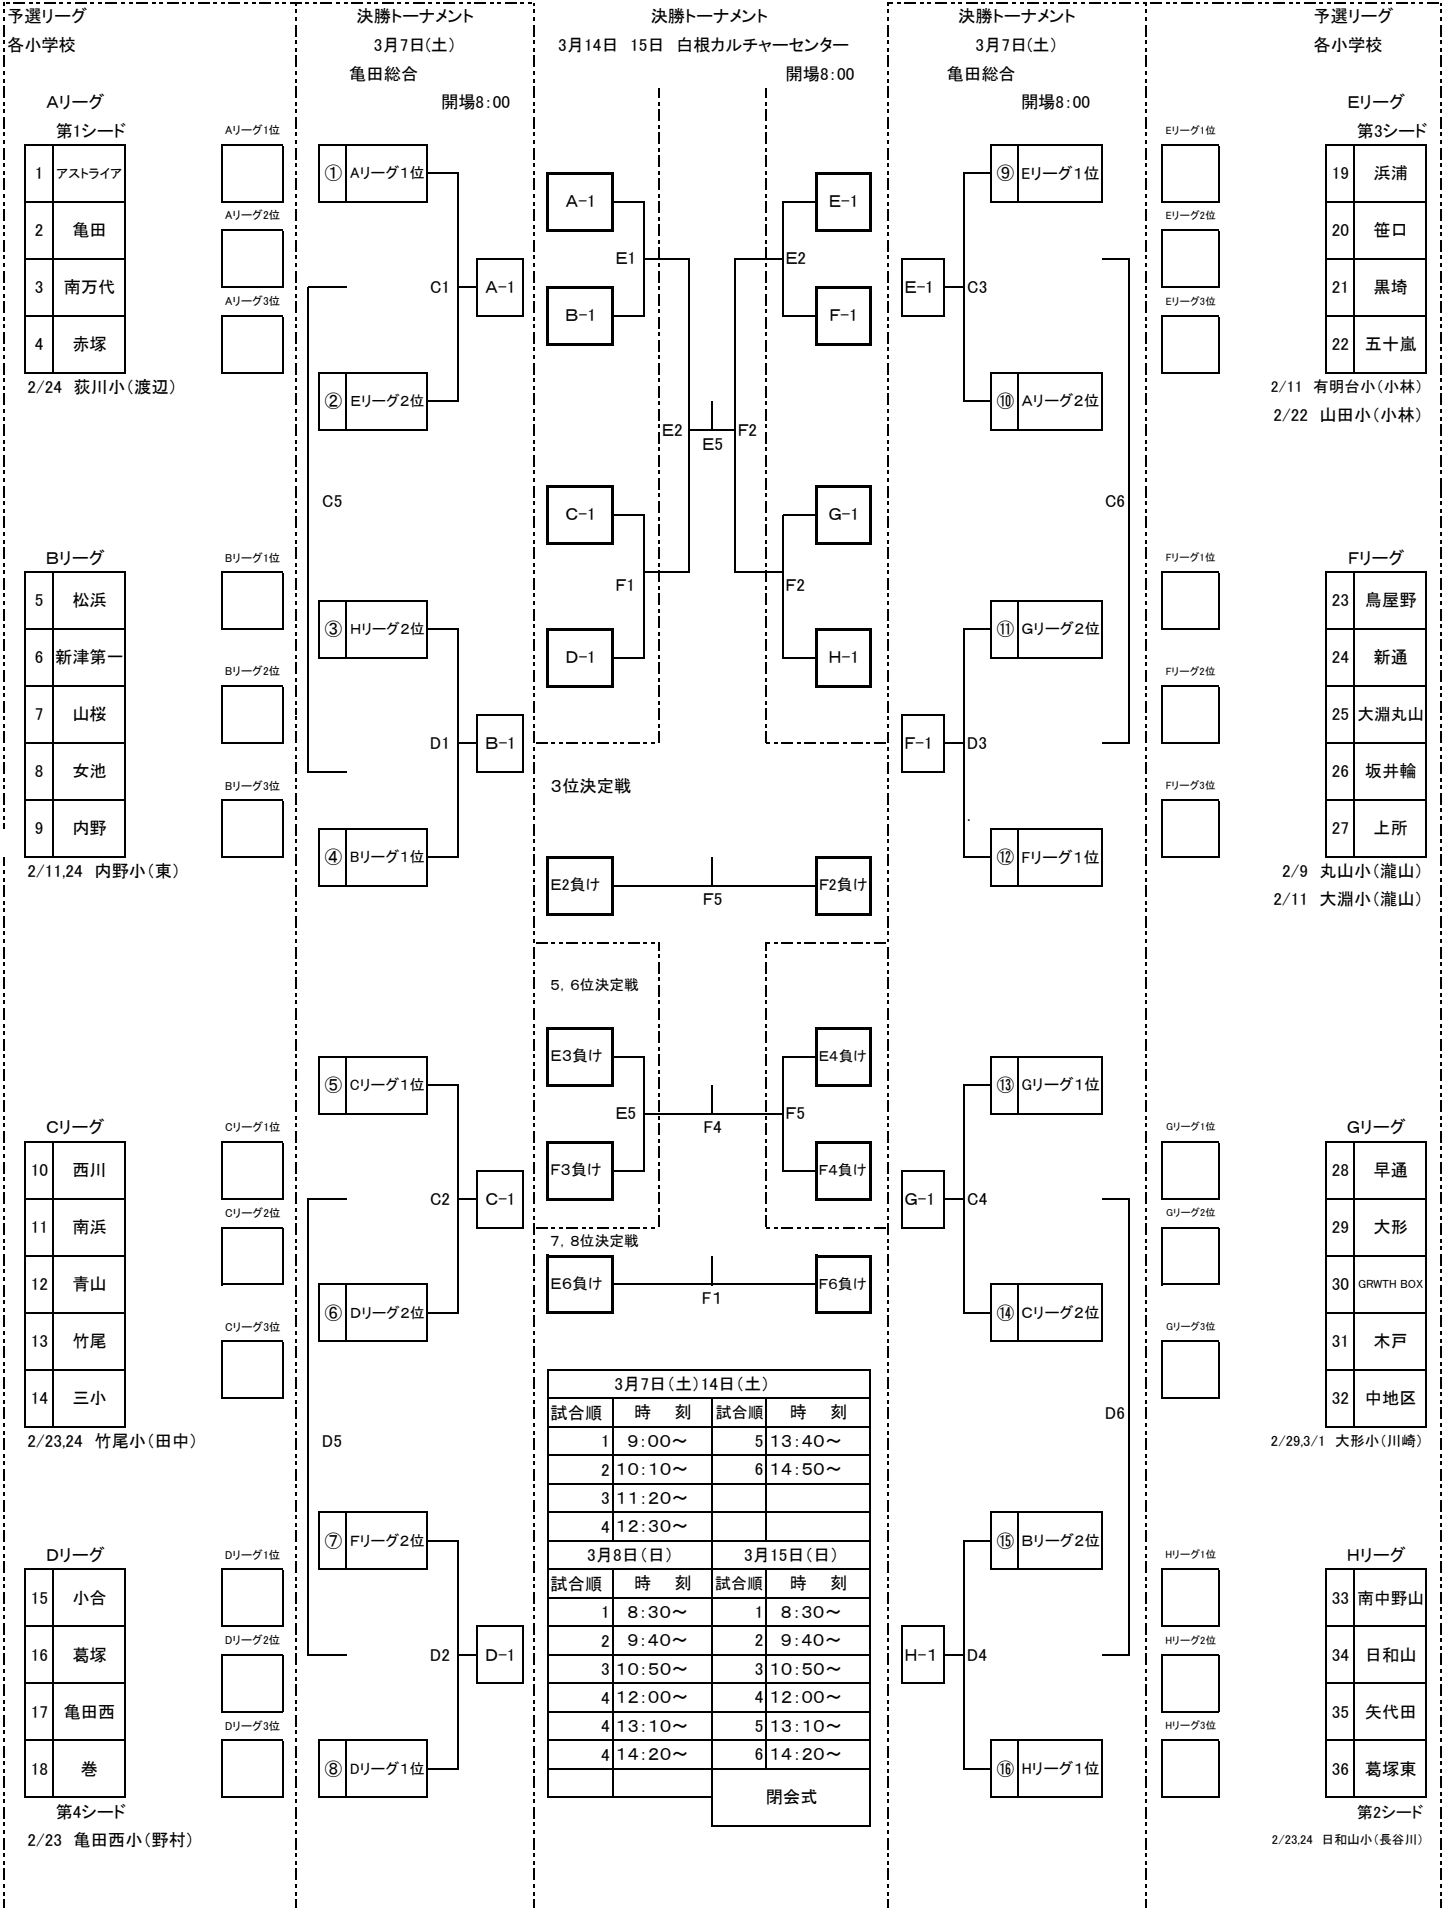 予選リーグ
各小学校
Aリーグ
第1シード
1 アストライア
2 亀田
3 南万代
4 赤塚
2/24 荻川小(渡辺)
Bリーグ
5 松浜
6 新津第一
7 山桜
8 女池
9 内野
2/11,24 内野小(東)
Cリーグ
10 西川
11 南浜
12 青山
13 竹尾
14 三小
2/23,24 竹尾小(田中)
Dリーグ
15 小合
16 葛塚
17 亀田西
18 巻
第4シード
2/23 亀田西小(野村)
Aリーグ1位
Aリーグ2位
Aリーグ3位
Bリーグ1位
Bリーグ2位
Bリーグ3位
Cリーグ1位
Cリーグ2位
Cリーグ3位
Dリーグ1位
Dリーグ2位
Dリーグ3位
決勝トーナメント
3月7日(土)
亀田総合
開場8:00
① Aリーグ1位
C1 A-1
② Eリーグ2位
C5
③ Hリーグ2位
D1 B-1
④ Bリーグ1位
⑤ Cリーグ1位
C2 C-1
⑥ Dリーグ2位
D5
⑦ Fリーグ2位
D2 D-1
⑧ Dリーグ1位
決勝トーナメント
3月14日 15日 白根カルチャーセンター
開場8:00
A-1 E-1
E1 E2
B-1 F-1
E2 E5 F2
C-1 G-1
F1 F2
D-1 H-1
3位決定戦
E2負け F2負け
F5
5,6位決定戦
E3負け E4負け
E5 F4 F5
F3負け F4負け
7,8位決定戦
E6負け F6負け
F1
3月7日(土)14日(土)
試合順 時 刻 試合順 時 刻
1 9:00~ 5 13:40~
2 10:10~ 6 14:50~
3 11:20~
4 12:30~
3月8日(日) 3月15日(日)
試合順 時 刻 試合順 時 刻
1 8:30~ 1 8:30~
2 9:40~ 2 9:40~
3 10:50~ 3 10:50~
4 12:00~ 4 12:00~
4 13:10~ 5 13:10~
4 14:20~ 6 14:20~
閉会式
決勝トーナメント
3月7日(土)
亀田総合
開場8:00
⑨ Eリーグ1位
E-1 C3
⑩ Aリーグ2位
C6
⑪ Gリーグ2位
F-1 D3
.
⑫ Fリーグ1位
⑬ Gリーグ1位
G-1 C4
⑭ Cリーグ2位
D6
⑮ Bリーグ2位
H-1 D4
⑯ Hリーグ1位
Eリーグ1位
Eリーグ2位
Eリーグ3位
Fリーグ1位
Fリーグ2位
Fリーグ3位
Gリーグ1位
Gリーグ2位
Gリーグ3位
Hリーグ1位
Hリーグ2位
Hリーグ3位
予選リーグ
各小学校
Eリーグ
第3シード
19 浜浦
20 笹口
21 黒埼
22 五十嵐
2/11 有明台小(小林)
2/22 山田小(小林)
Fリーグ
23 鳥屋野
24 新通
25 大淵丸山
26 坂井輪
27 上所
2/9 丸山小(瀧山)
2/11 大淵小(瀧山)
Gリーグ
28 早通
29 大形
30 GRWTH BOX
31 木戸
32 中地区
2/29,3/1 大形小(川崎)
Hリーグ
33 南中野山
34 日和山
35 矢代田
36 葛塚東
第2シード
2/23,24 日和山小(長谷川)